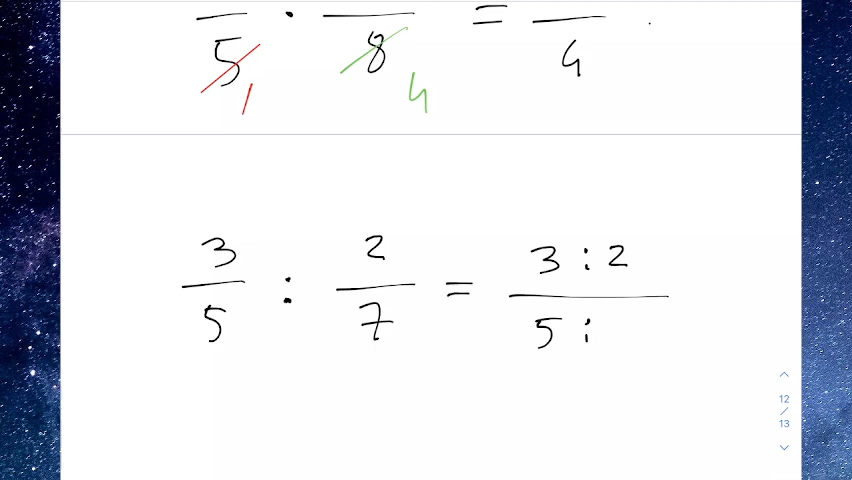 5 1 · 8 4 = 4
3 : 2 = 3 : 2
5 7 5 :
12
/
13